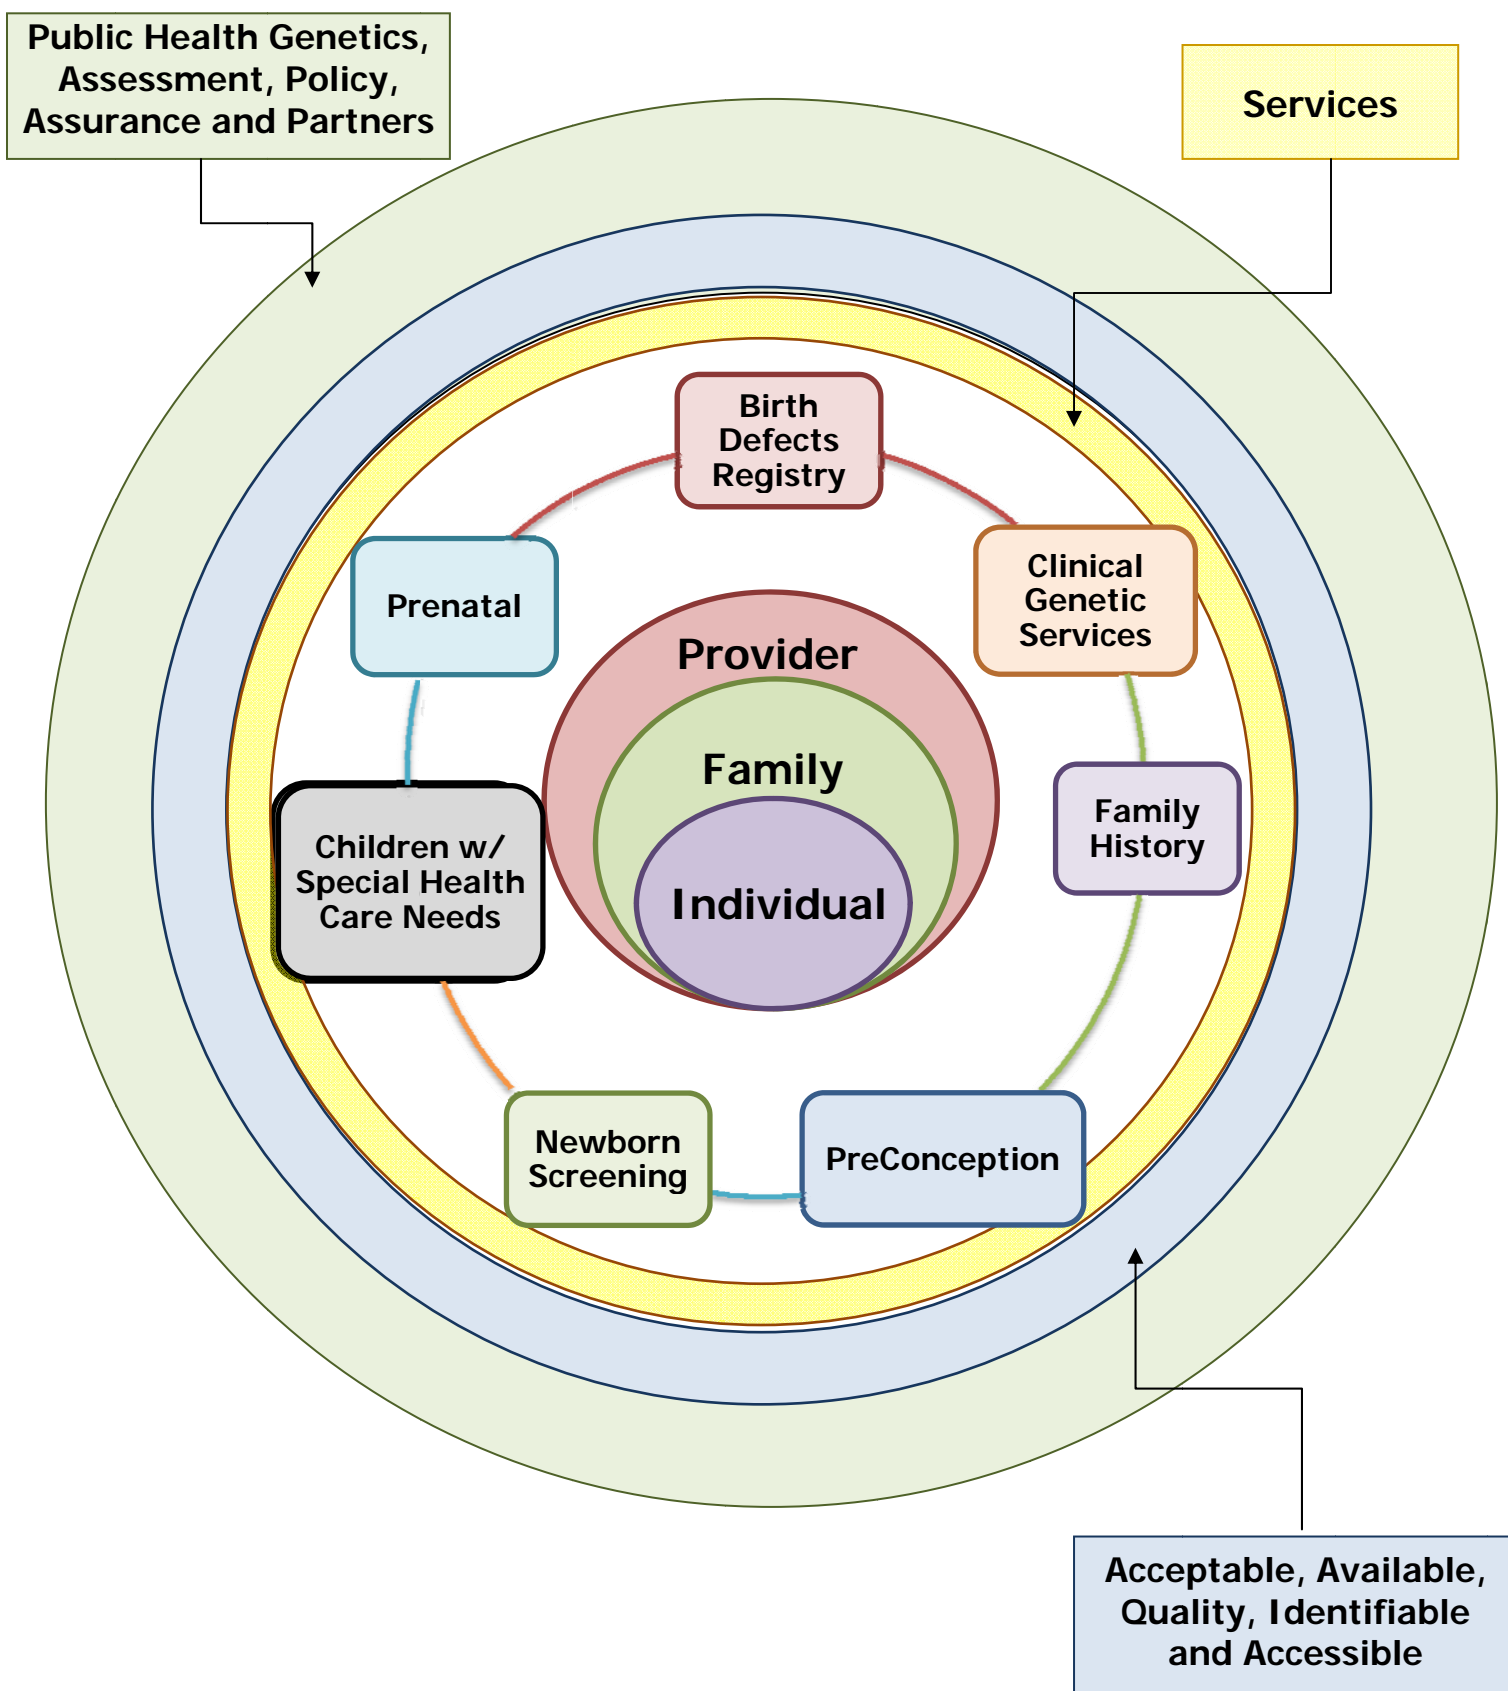 Public Health Genetics,
Assessment, Policy,
Assurance and Partners
Services
Birth
Defects
Registry
Clinical
Genetic
Services
Prenatal
Provider
Family
Individual
Family
History
Children w/
Special Health
Care Needs
Newborn
Screening
PreConception
Acceptable, Available,
Quality, Identifiable
and Accessible